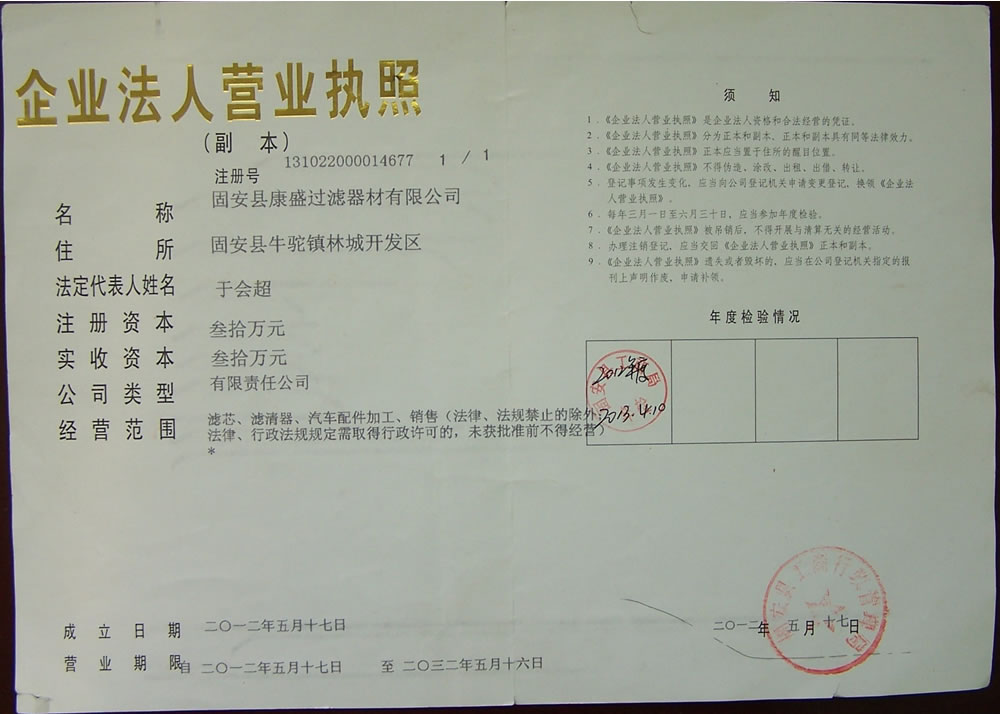 企业法人营业执照
（副 本）
131022000014677 1 / 1
注册号
名 称 固安县康盛过滤器材有限公司
住 所 固安县牛驼镇林城开发区
法定代表人姓名 于会超
注 册 资 本 叁拾万元
实 收 资 本 叁拾万元
公 司 类 型 有限责任公司
经 营 范 围 滤芯、滤清器、汽车配件加工、销售（法律、法规禁止的除外；
法律、行政法规规定需取得行政许可的，未获批准前不得经营）
*
成 立 日 期 二〇一二年五月十七日
营 业 期 限 自 二〇一二年五月十七日 至 二〇三二年五月十六日
须 知
1．《企业法人营业执照》是企业法人资格和合法经营的凭证。
2．《企业法人营业执照》分为正本和副本，正本和副本具有同等法律效力。
3．《企业法人营业执照》正本应当置于住所的醒目位置。
4．《企业法人营业执照》不得伪造、涂改、出租、出借、转让。
5．登记事项发生变化，应当向公司登记机关申请变更登记，换领《企业法
人营业执照》。
6．每年三月一日至六月三十日，应当参加年度检验。
7．《企业法人营业执照》被吊销后，不得开展与清算无关的经营活动。
8．办理注销登记，应当交回《企业法人营业执照》正本和副本。
9．《企业法人营业执照》遗失或者毁坏的，应当在公司登记机关指定的报
刊上声明作废，申请补领。
年度检验情况
2012年度
2013.4.10
固安县工商行政管理局
二〇一二年 五 月 十七日